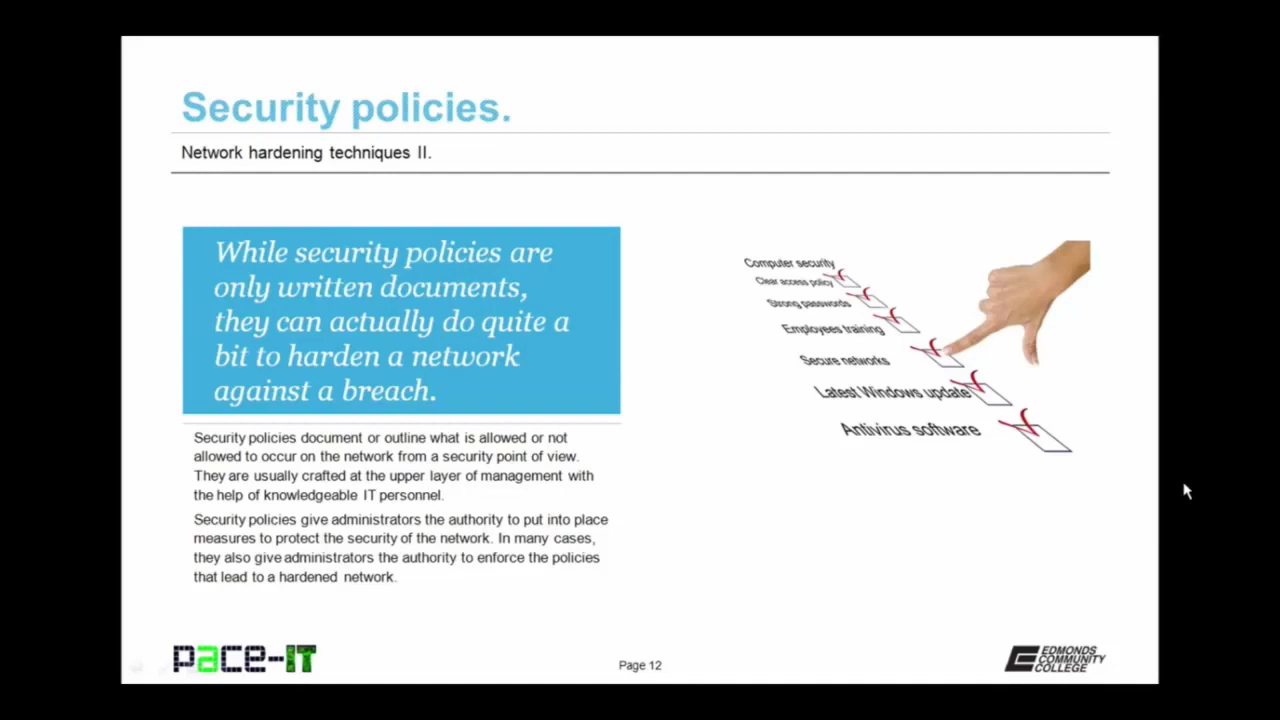 Security policies.
Network hardening techniques II.
While security policies are
only written documents,
they can actually do quite a
bit to harden a network
against a breach.
Security policies document or outline what is allowed or not
allowed to occur on the network from a security point of view.
They are usually crafted at the upper layer of management with
the help of knowledgeable IT personnel.
Security policies give administrators the authority to put into place
measures to protect the security of the network. In many cases,
they also give administrators the authority to enforce the policies
that lead to a hardened network.
Computer security
Clear access policy
Strong passwords
Employees training
Secure networks
Latest Windows update
Antivirus software
pace-IT
Page 12
EDMONDS
COMMUNITY
COLLEGE